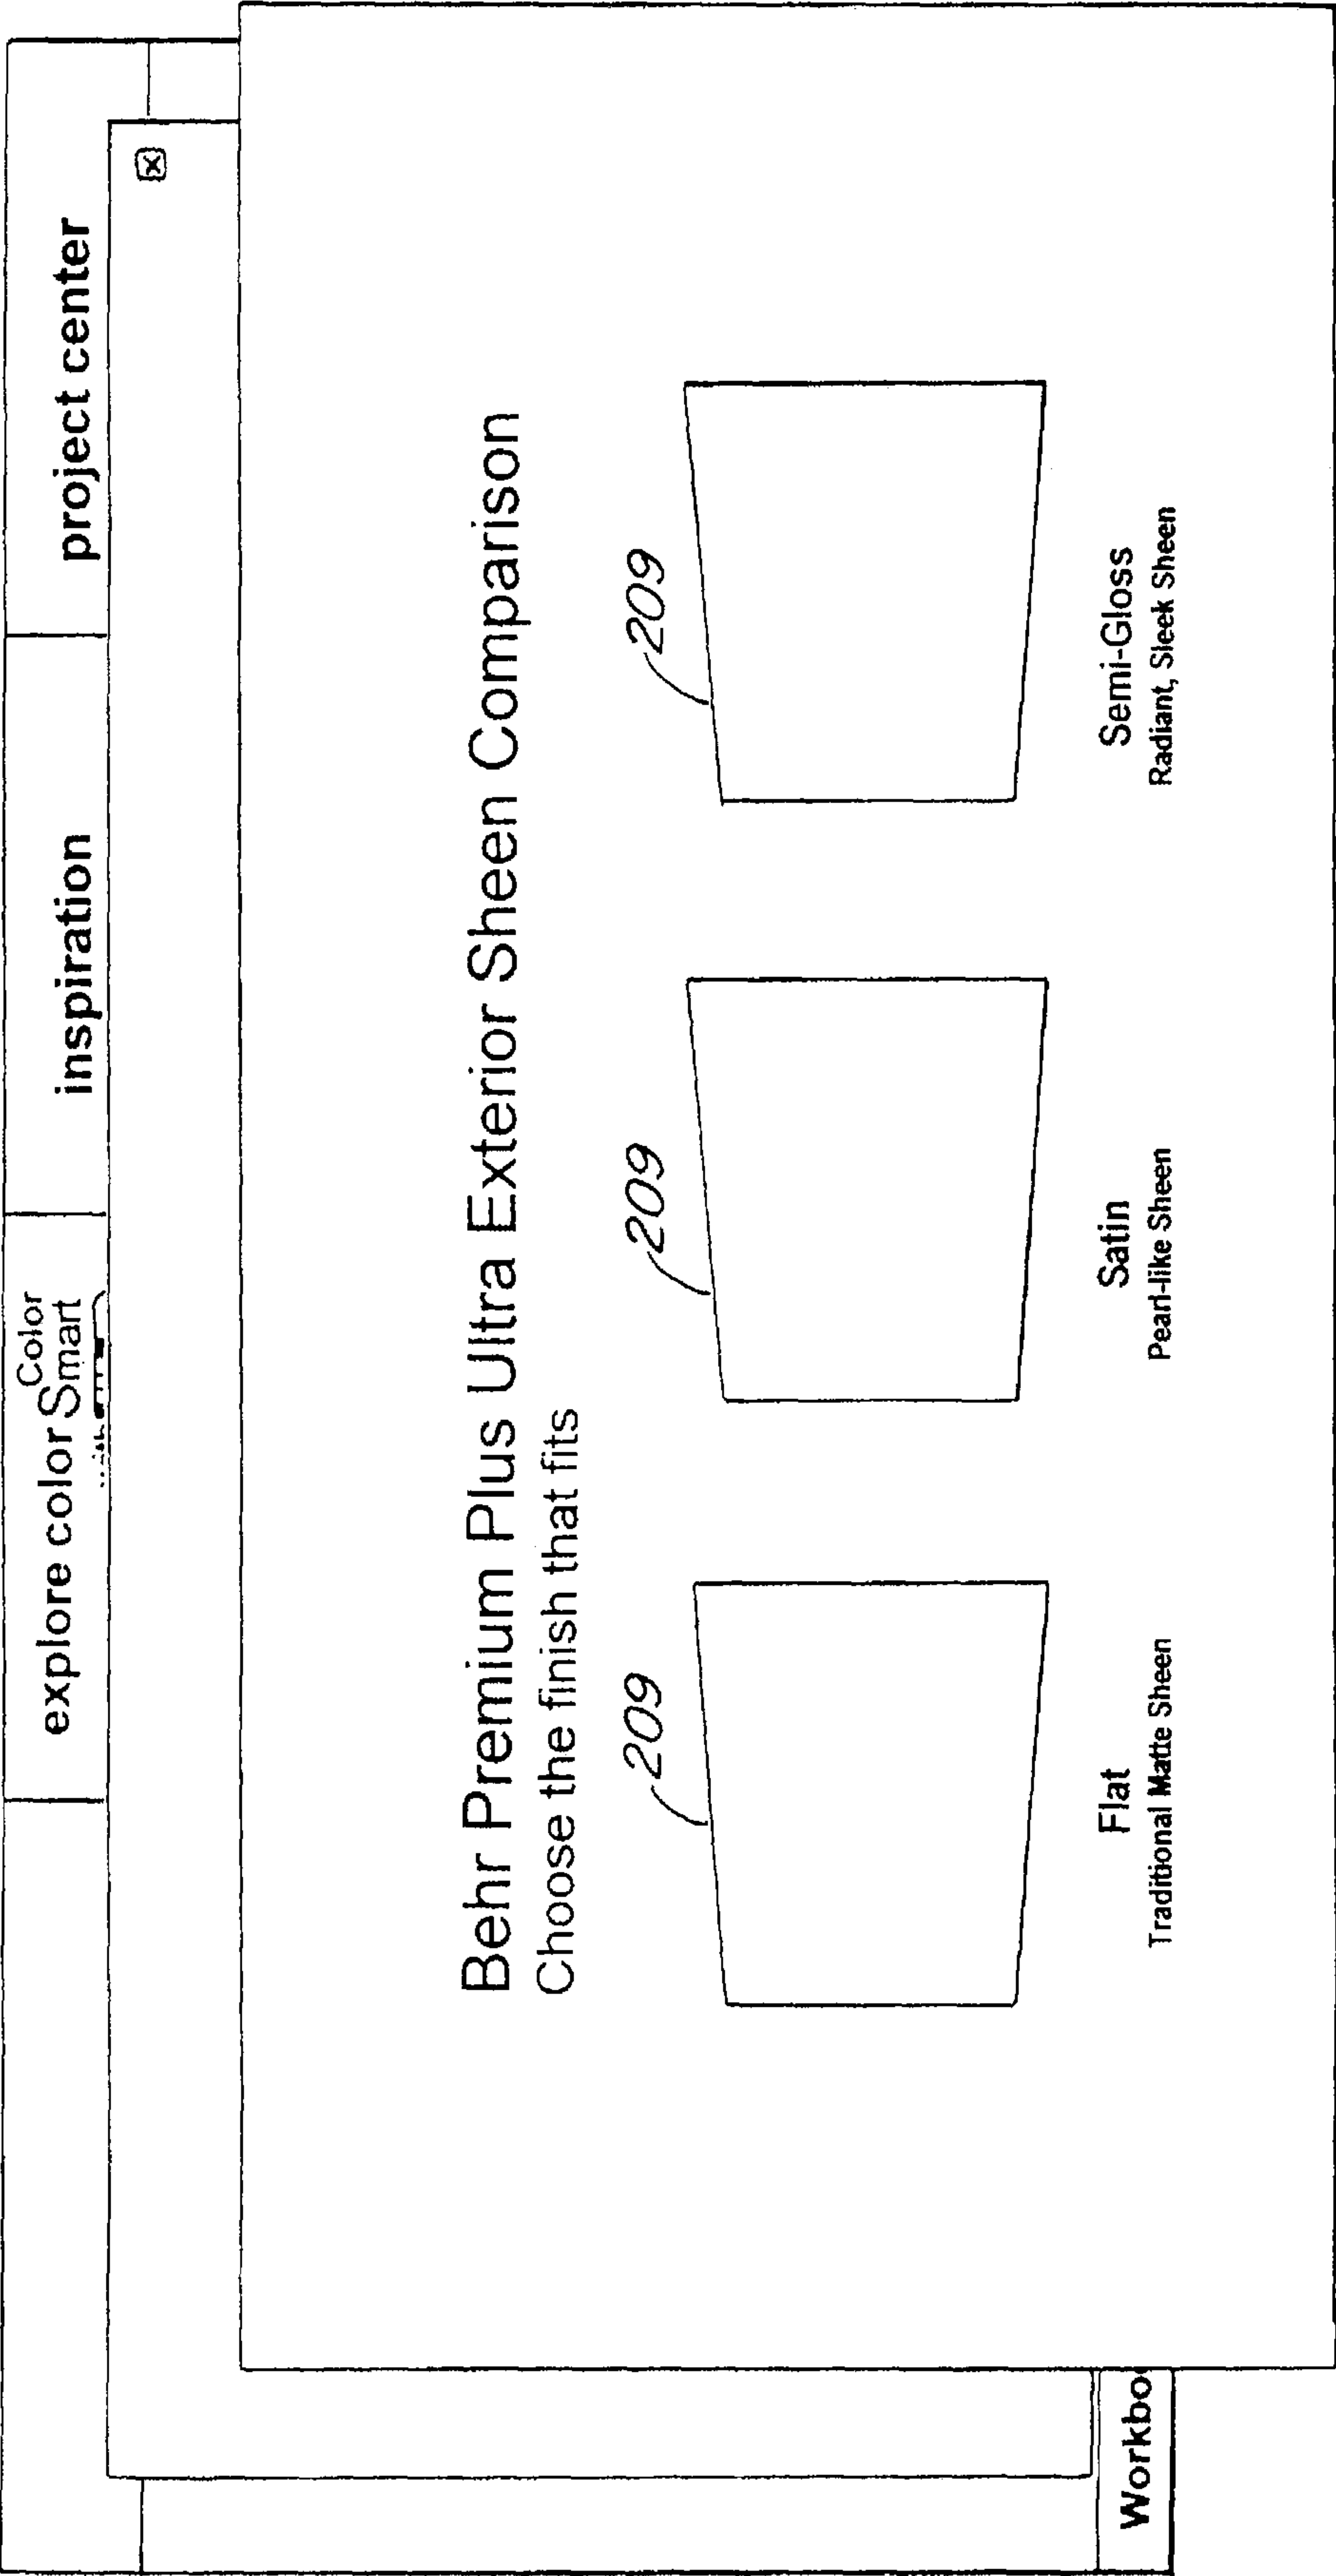 Color
explore color Smart
inspiration
project center
x
Behr Premium Plus Ultra Exterior Sheen Comparison
Choose the finish that fits
209
209
209
Flat
Traditional Matte Sheen
Satin
Pearl-like Sheen
Semi-Gloss
Radiant, Sleek Sheen
Workbo